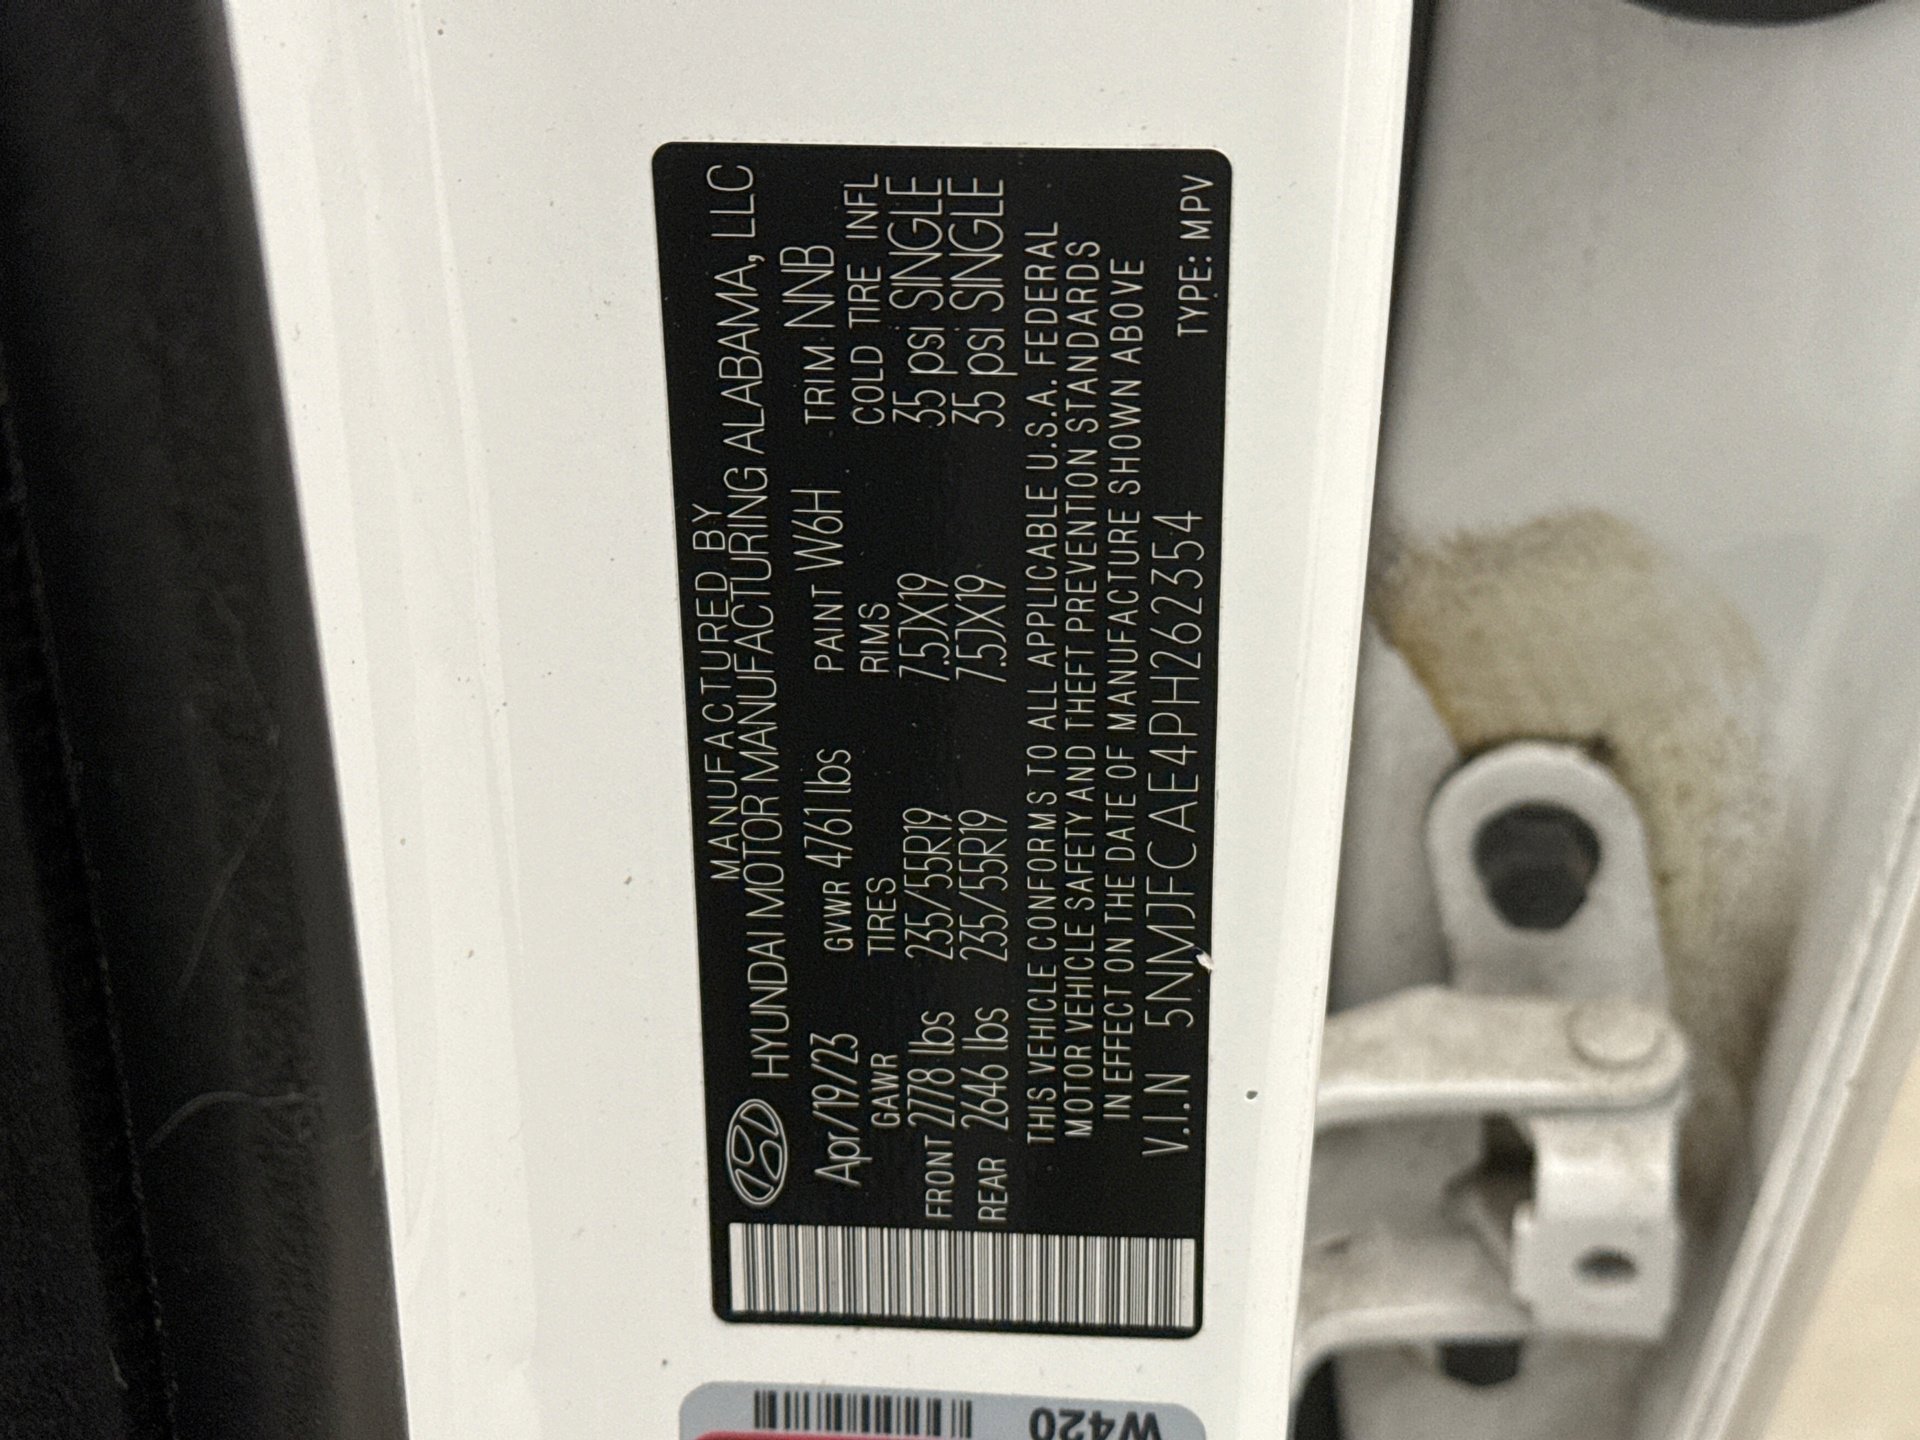 MANUFACTURED BY
HYUNDAI MOTOR MANUFACTURING ALABAMA, LLC
Apr/19/23 GVWR 4761 lbs PAINT W6H TRIM NNB
GAWR TIRES RIMS COLD TIRE INFL
FRONT 2778 lbs 235/55R19 7.5JX19 35 psi SINGLE
REAR 2646 lbs 235/55R19 7.5JX19 35 psi SINGLE
THIS VEHICLE CONFORMS TO ALL APPLICABLE U.S.A. FEDERAL
MOTOR VEHICLE SAFETY AND THEFT PREVENTION STANDARDS
IN EFFECT ON THE DATE OF MANUFACTURE SHOWN ABOVE
V.I.N 5NMJFCAE4PH262354 TYPE: MPV
W420